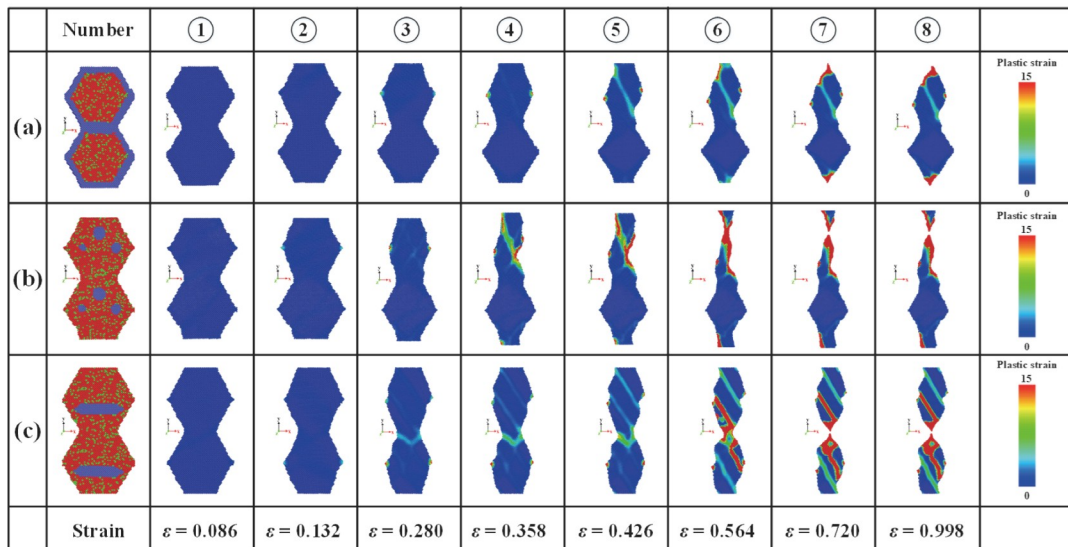 Number ① ② ③ ④ ⑤ ⑥ ⑦ ⑧
(a)
Plastic strain
15
0
(b)
Plastic strain
15
0
(c)
Plastic strain
15
0
Strain ε = 0.086 ε = 0.132 ε = 0.280 ε = 0.358 ε = 0.426 ε = 0.564 ε = 0.720 ε = 0.998